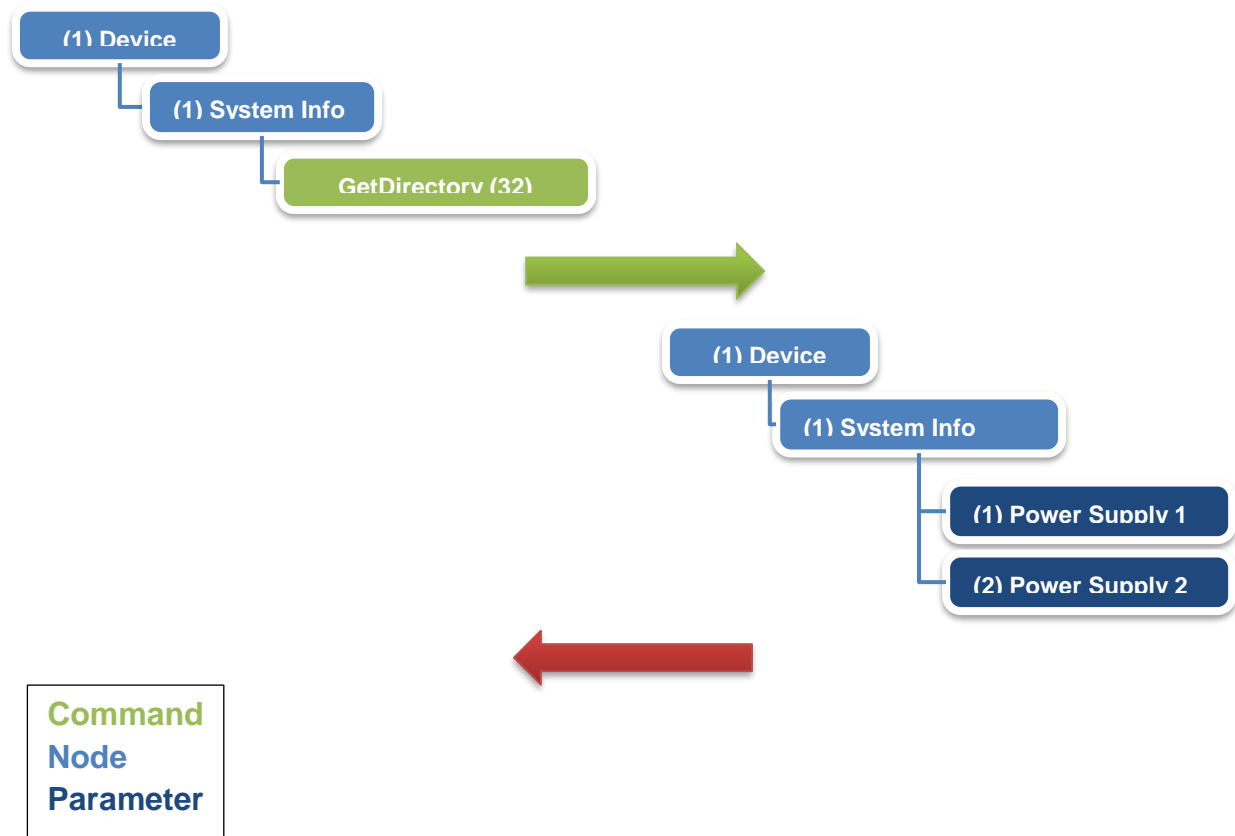 (1) Device
(1) System Info
GetDirectory (32)
(1) Device
(1) System Info
(1) Power Supply 1
(2) Power Supply 2
Command
Node
Parameter